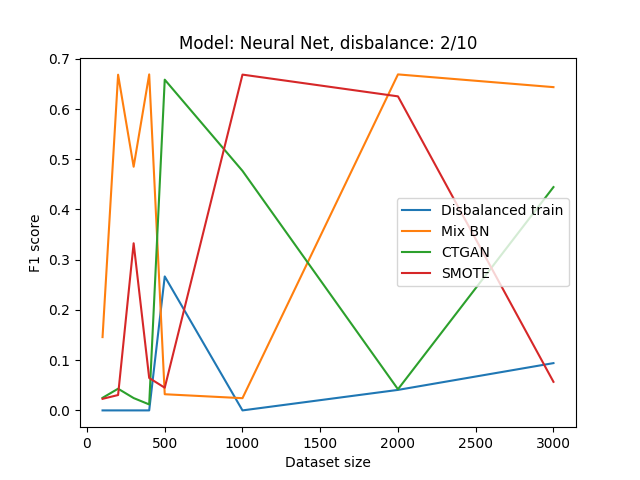 Model: Neural Net, disbalance: 2/10
F1 score
0.7
0.6
0.5
0.4
0.3
0.2
0.1
0.0
Disbalanced train
Mix BN
CTGAN
SMOTE
0
500
1000
1500
2000
2500
3000
Dataset size